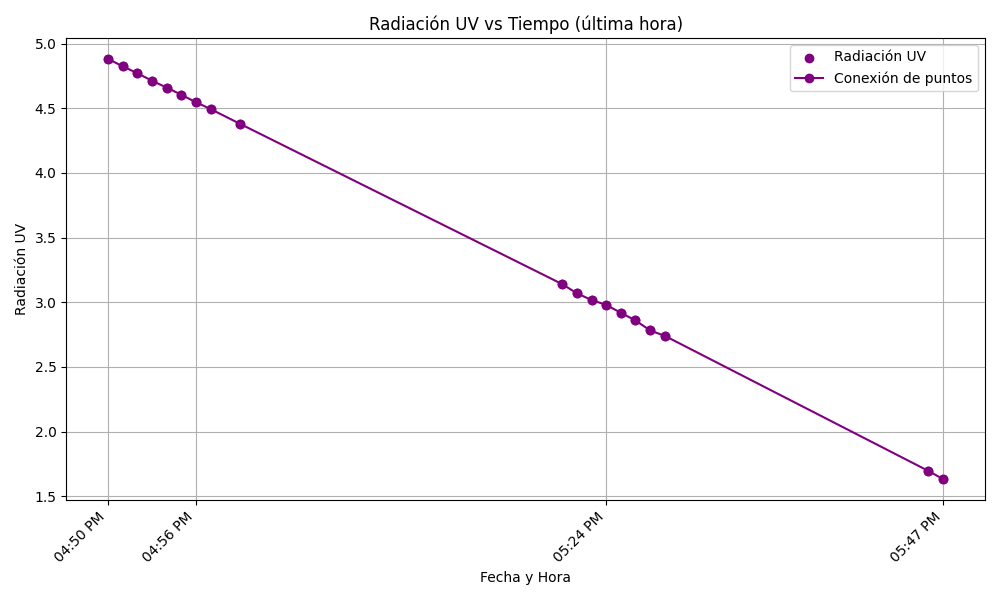 Radiación UV vs Tiempo (última hora)
Radiación UV
Conexión de puntos
Radiación UV
5.0
4.5
4.0
3.5
3.0
2.5
2.0
1.5
04:50 PM
04:56 PM
05:24 PM
05:47 PM
Fecha y Hora